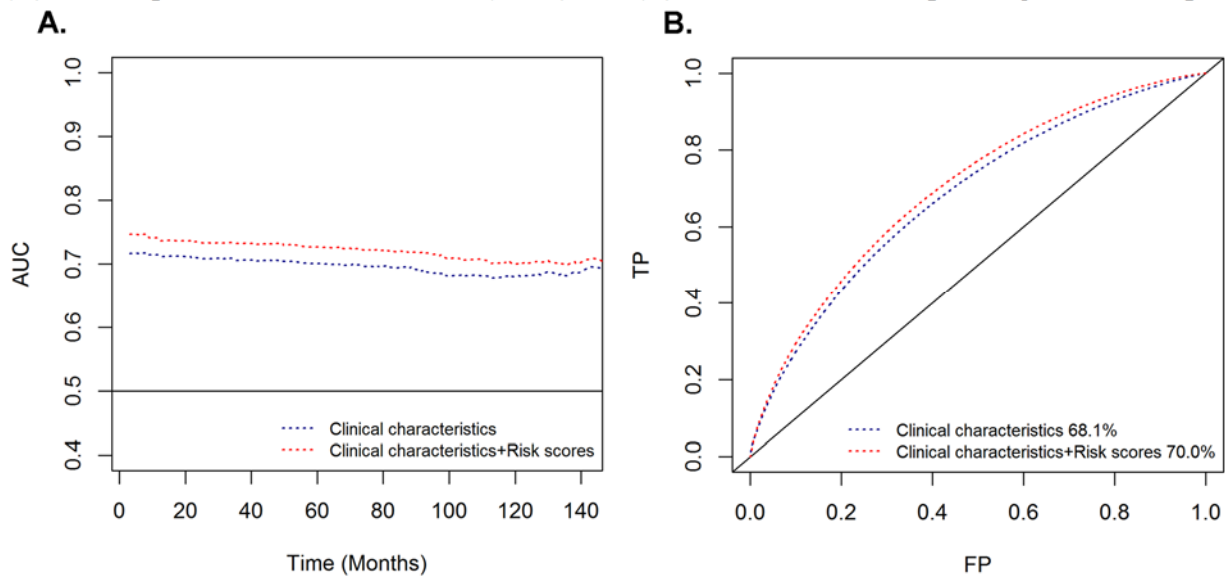 A.
1.0
0.9
0.8
0.7
0.6
0.5
0.4
AUC
Clinical characteristics
Clinical characteristics+Risk scores
0 20 40 60 80 100 120 140
Time (Months)
B.
1.0
0.8
0.6
0.4
0.2
0.0
TP
Clinical characteristics 68.1%
Clinical characteristics+Risk scores 70.0%
0.0 0.2 0.4 0.6 0.8 1.0
FP